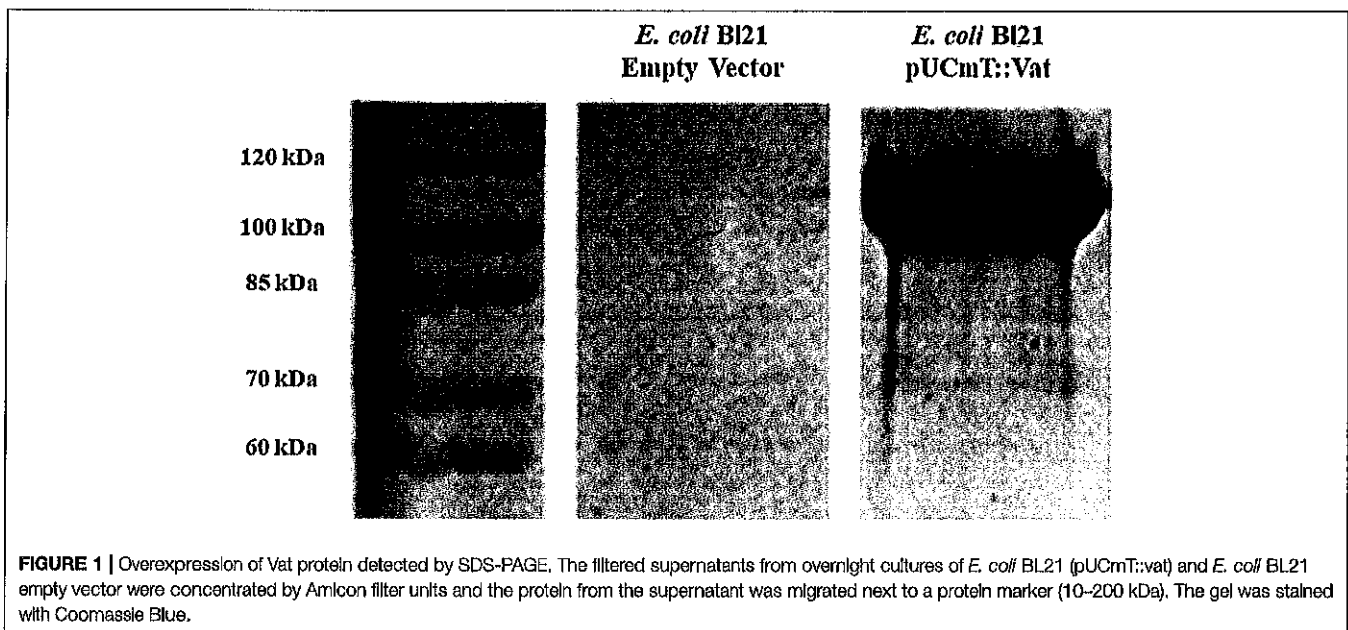 E. coli Bl21
Empty Vector
E. coli Bl21
pUCmT::Vat
120 kDa
100 kDa
85 kDa
70 kDa
60 kDa
FIGURE 1 | Overexpression of Vat protein detected by SDS-PAGE. The filtered supernatants from overnight cultures of E. coli BL21 (pUCmT::vat) and E. coli BL21
empty vector were concentrated by Amicon filter units and the protein from the supernatant was migrated next to a protein marker (10–200 kDa). The gel was stained
with Coomassie Blue.